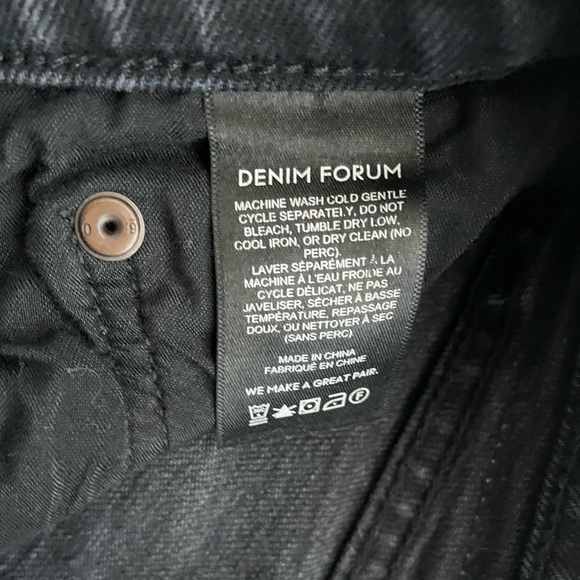 DENIM FORUM
MACHINE WASH COLD GENTLE
CYCLE SEPARATELY, DO NOT
BLEACH, TUMBLE DRY LOW,
COOL IRON, OR DRY CLEAN (NO
PERC).
LAVER SÉPARÉMENT À LA
MACHINE À L'EAU FROIDE AU
CYCLE DÉLICAT, NE PAS
JAVELISER, SÉCHER À BASSE
TEMPÉRATURE, REPASSAGE
DOUX, OU NETTOYER À SEC
(SANS PERC)
MADE IN CHINA
FABRIQUÉ EN CHINE
WE MAKE A GREAT PAIR.
F